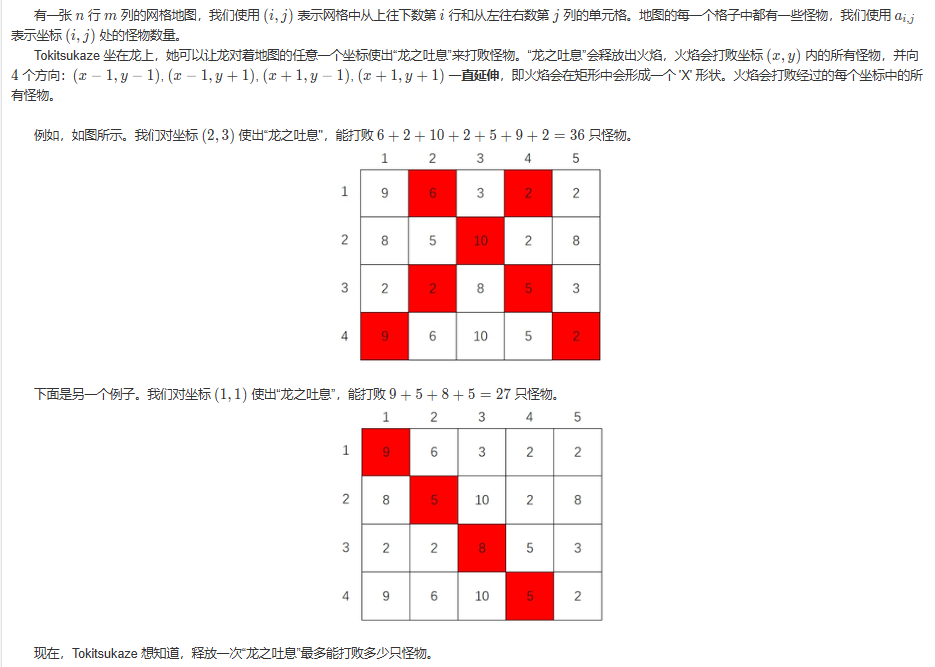 有一张 n 行 m 列的网格地图，我们使用 (i, j) 表示网格中从上往下数第 i 行和从左往右数第 j 列的单元格。地图的每一个格子中都有一些怪物，我们使用 a_{i,j}
表示坐标 (i, j) 处的怪物数量。
Tokitsukaze 坐在龙上，她可以让龙对着地图的任意一个坐标使出“龙之吐息”来打败怪物。“龙之吐息”会释放出火焰，火焰会打败坐标 (x, y) 内的所有怪物，并向
4 个方向：(x − 1, y − 1), (x − 1, y + 1), (x + 1, y − 1), (x + 1, y + 1) 一直延伸，即火焰会在矩形中会形成一个 'X' 形状。火焰会打败经过的每个坐标中的所
有怪物。
例如，如图所示。我们对坐标 (2, 3) 使出“龙之吐息”，能打败 6 + 2 + 10 + 2 + 5 + 9 + 2 = 36 只怪物。
1 2 3 4 5
1 9 6 3 2 2
2 8 5 10 2 8
3 2 2 8 5 3
4 9 6 10 5 2
下面是另一个例子。我们对坐标 (1, 1) 使出“龙之吐息”，能打败 9 + 5 + 8 + 5 = 27 只怪物。
1 2 3 4 5
1 9 6 3 2 2
2 8 5 10 2 8
3 2 2 8 5 3
4 9 6 10 5 2
现在，Tokitsukaze 想知道，释放一次“龙之吐息”最多能打败多少只怪物。